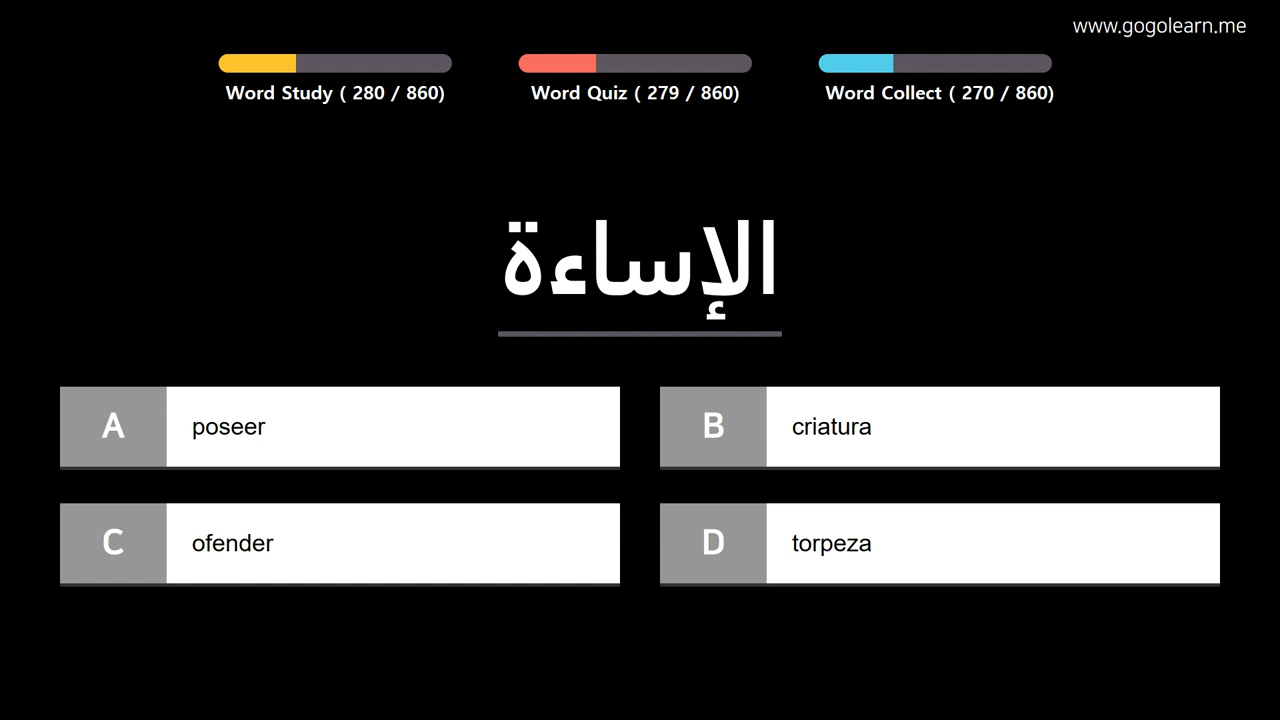 www.gogolearn.me
Word Study ( 280 / 860)
Word Quiz ( 279 / 860)
Word Collect ( 270 / 860)
الإساءة
A
poseer
B
criatura
C
ofender
D
torpeza